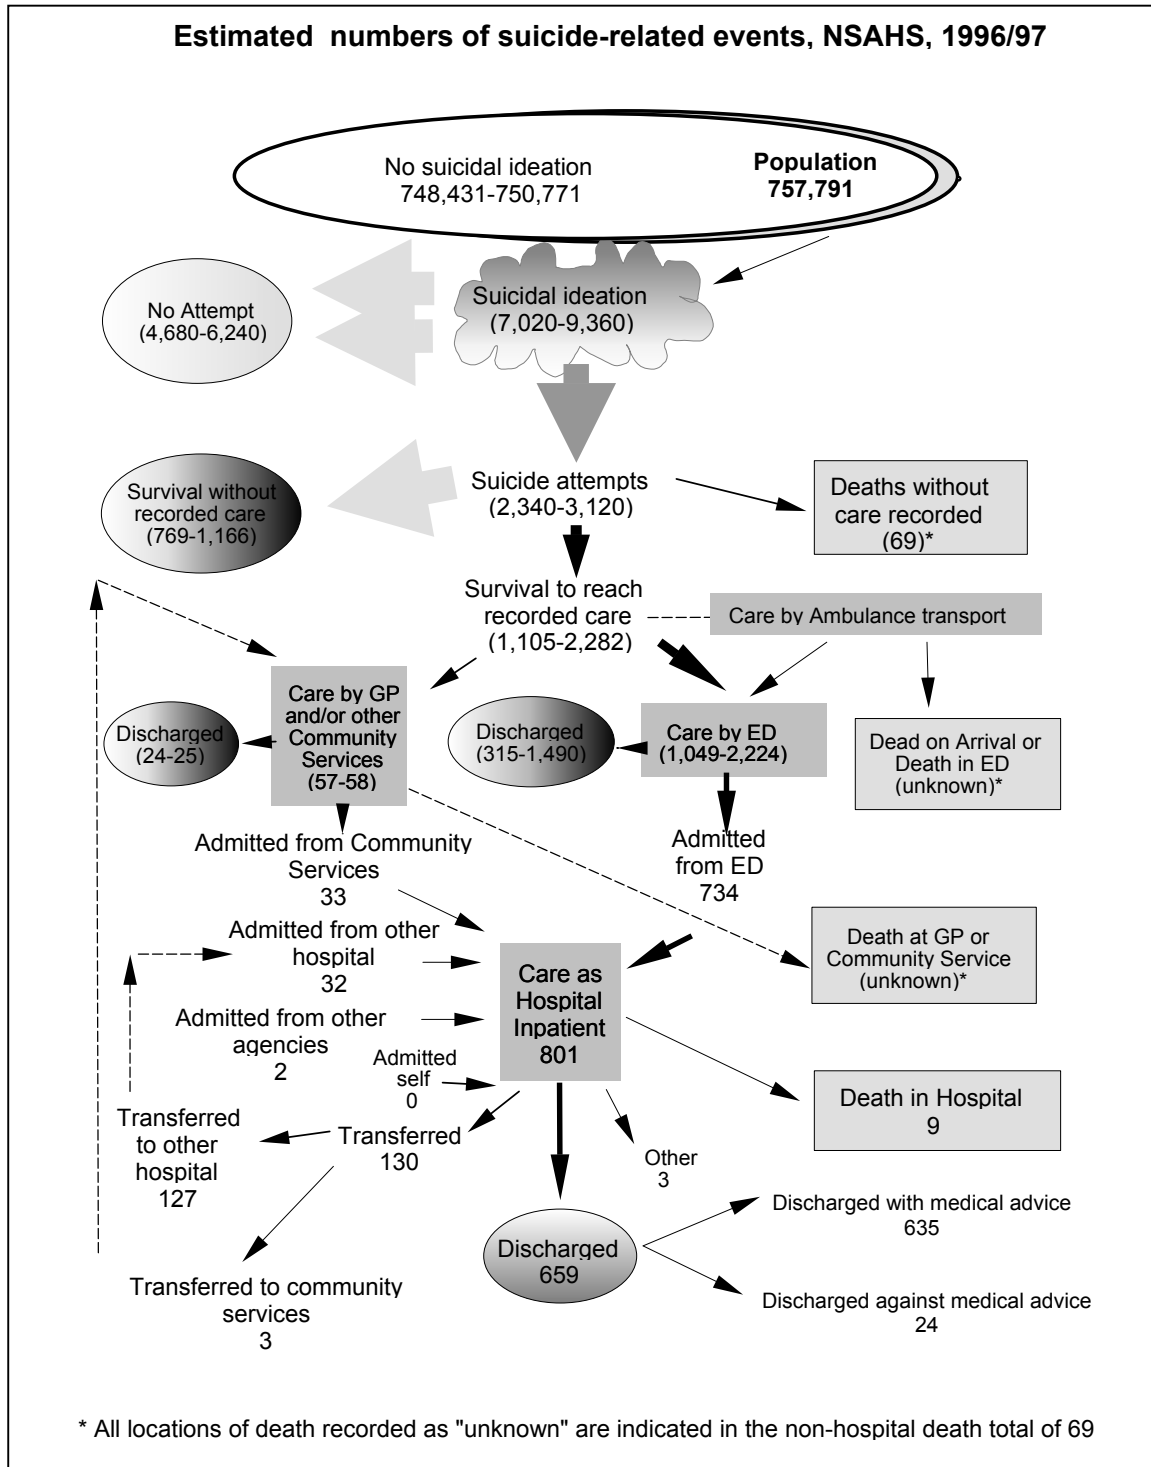 Estimated numbers of suicide-related events, NSAHS, 1996/97
No suicidal ideation
748,431-750,771
Population
757,791
Suicidal ideation
(7,020-9,360)
No Attempt
(4,680-6,240)
Suicide attempts
(2,340-3,120)
Survival without
recorded care
(769-1,166)
Deaths without
care recorded
(69)*
Survival to reach
recorded care
(1,105-2,282)
Care by Ambulance transport
Care by GP
and/or other
Community
Services
(57-58)
Discharged
(24-25)
Discharged
(315-1,490)
Care by ED
(1,049-2,224)
Dead on Arrival or
Death in ED
(unknown)*
Admitted from Community
Services
33
Admitted
from ED
734
Admitted from other
hospital
32
Care as
Hospital
Inpatient
801
Death at GP or
Community Service
(unknown)*
Admitted from other
agencies
2
Admitted
self
0
Death in Hospital
9
Transferred
to other
hospital
127
Transferred
130
Other
3
Discharged with medical advice
635
Discharged
659
Transferred to community
services
3
Discharged against medical advice
24
* All locations of death recorded as "unknown" are indicated in the non-hospital death total of 69